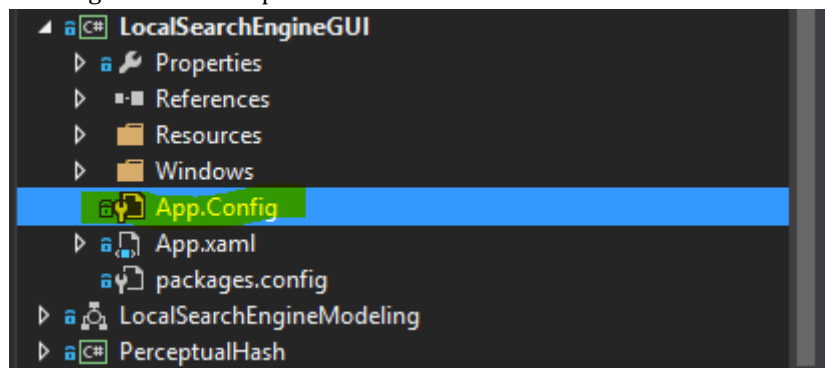 C# LocalSearchEngineGUI
Properties
References
Resources
Windows
App.Config
App.xaml
packages.config
LocalSearchEngineModeling
C# PerceptualHash